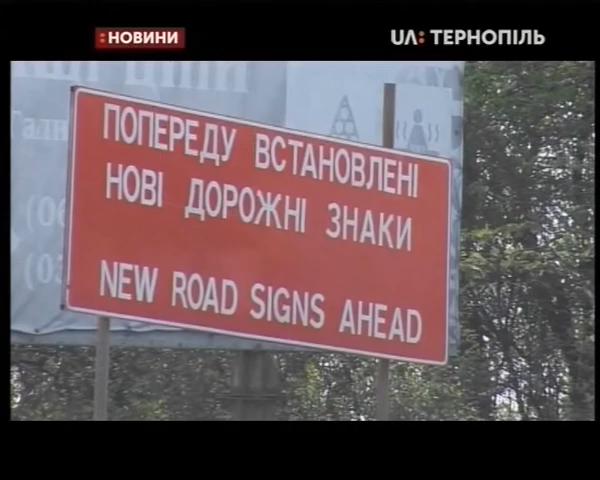 :НОВИНИ
UA: ТЕРНОПІЛЬ
ПОПЕРЕДУ ВСТАНОВЛЕНІ
НОВІ ДОРОЖНІ ЗНАКИ
NEW ROAD SIGNS AHEAD